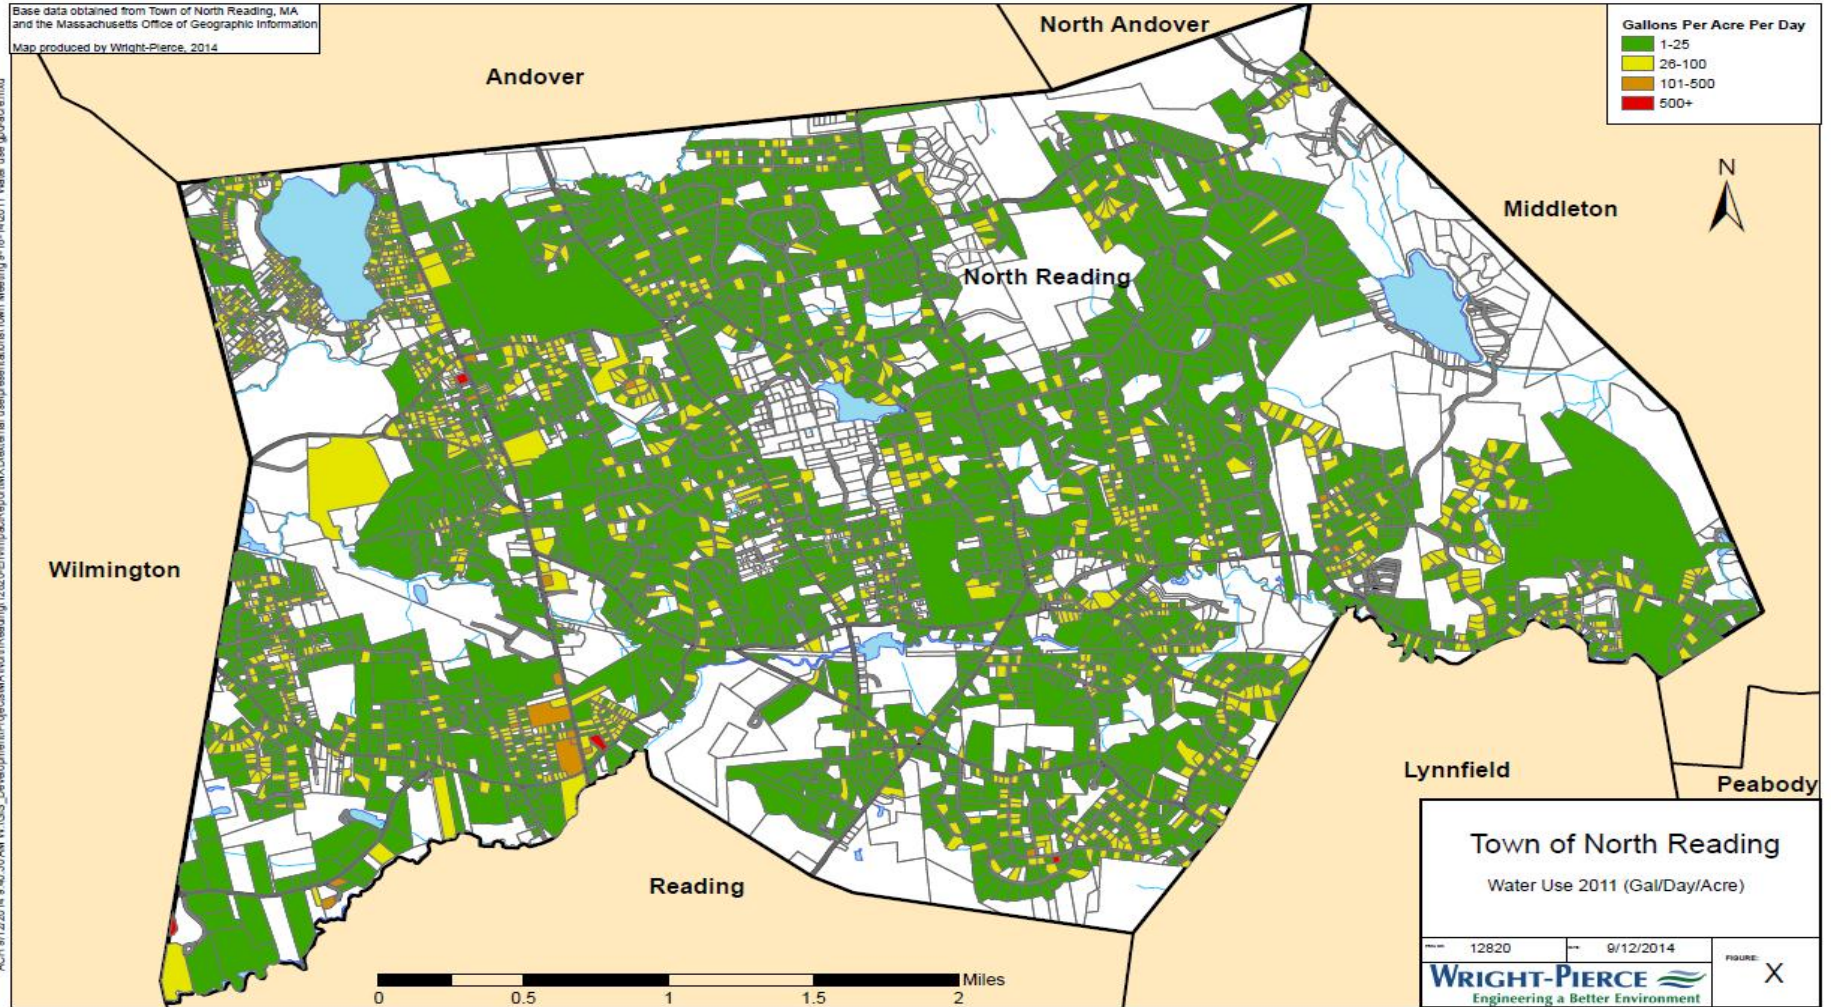 Base data obtained from Town of North Reading, MA
and the Massachusetts Office of Geographic Information
Map produced by Wright-Pierce, 2014
North Andover
Andover
Gallons Per Acre Per Day
1-25
26-100
101-500
500+
N
Middleton
North Reading
Wilmington
Lynnfield
Peabody
Reading
Town of North Reading
Water Use 2011 (Gal/Day/Acre)
12820
9/12/2014
FIGURE:
X
WRIGHT-PIERCE
Engineering a Better Environment
Miles
0 0.5 1 1.5 2